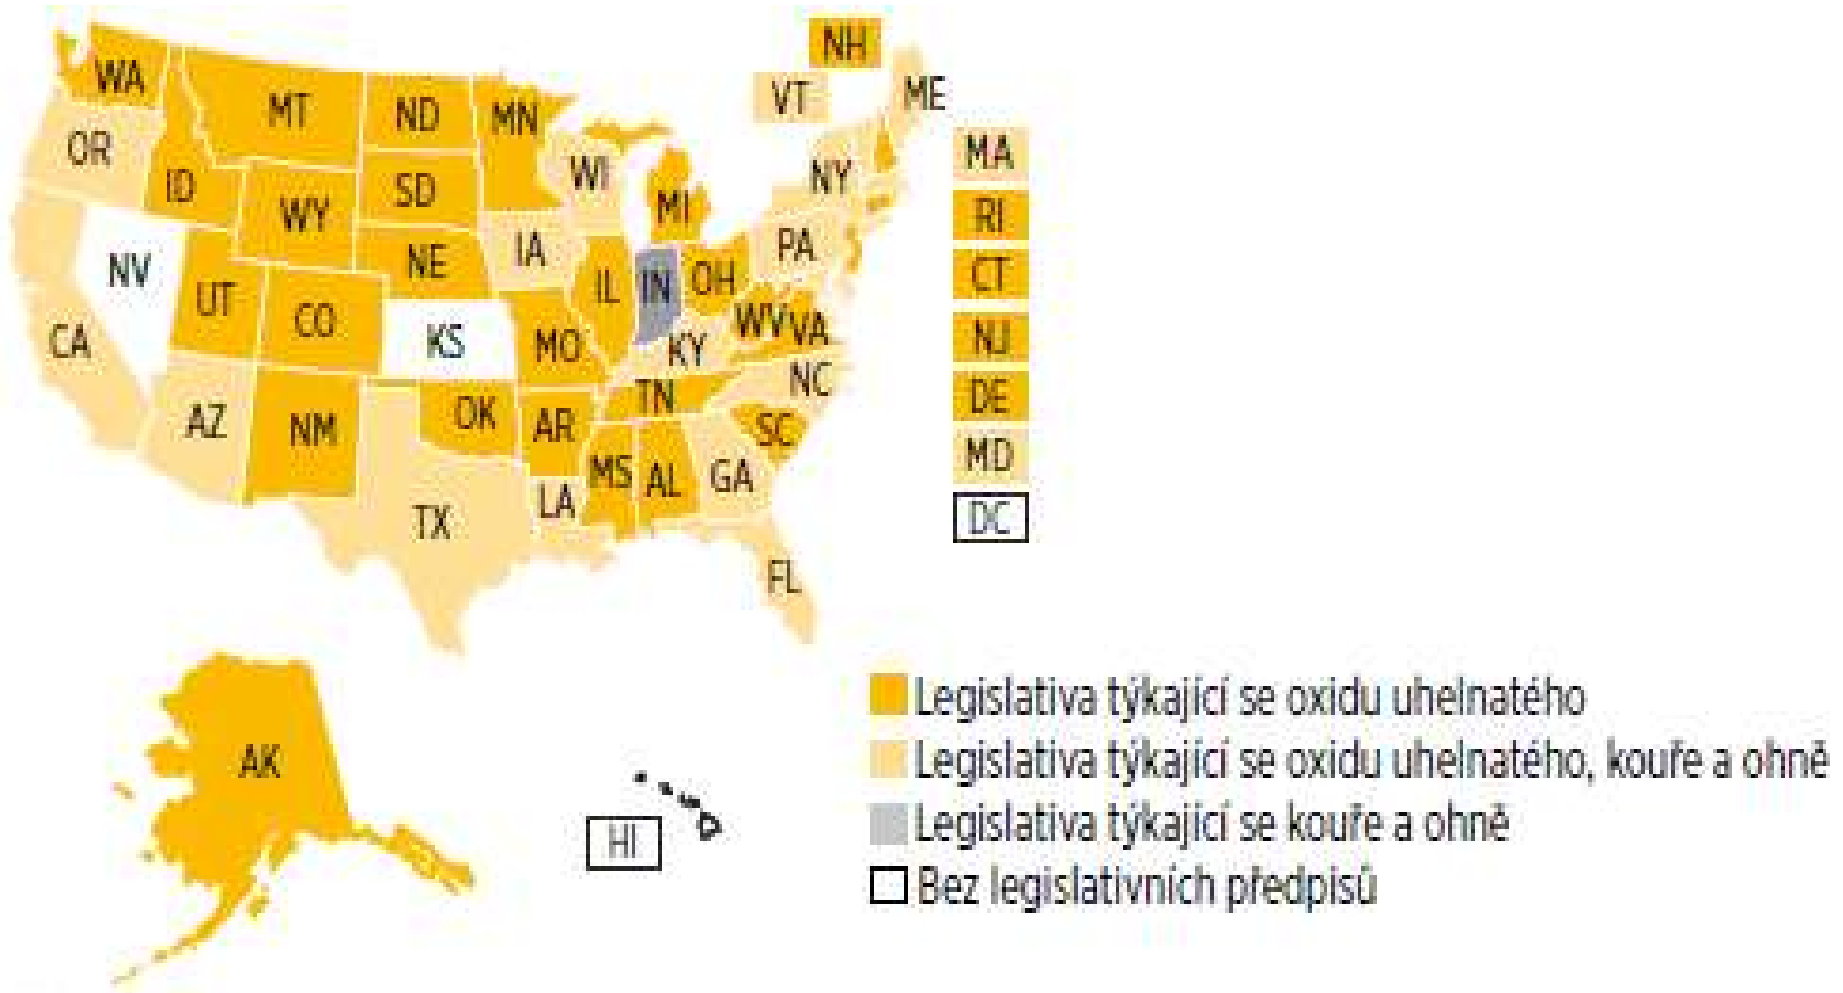 NH
WA
MT
ND
MN
VT
ME
OR
ID
SD
WI
MI
NY
MA
WY
RI
NV
UT
CO
NE
IA
IL
IN
OH
PA
CT
CA
KS
MO
KY
WV
VA
NJ
AZ
NM
OK
AR
TN
NC
DE
TX
LA
MS
AL
GA
SC
MD
DC
FL
AK
HI
Legislativa týkající se oxidu uhelnatého
Legislativa týkající se oxidu uhelnatého, kouře a ohně
Legislativa týkající se kouře a ohně
Bez legislativních předpisů